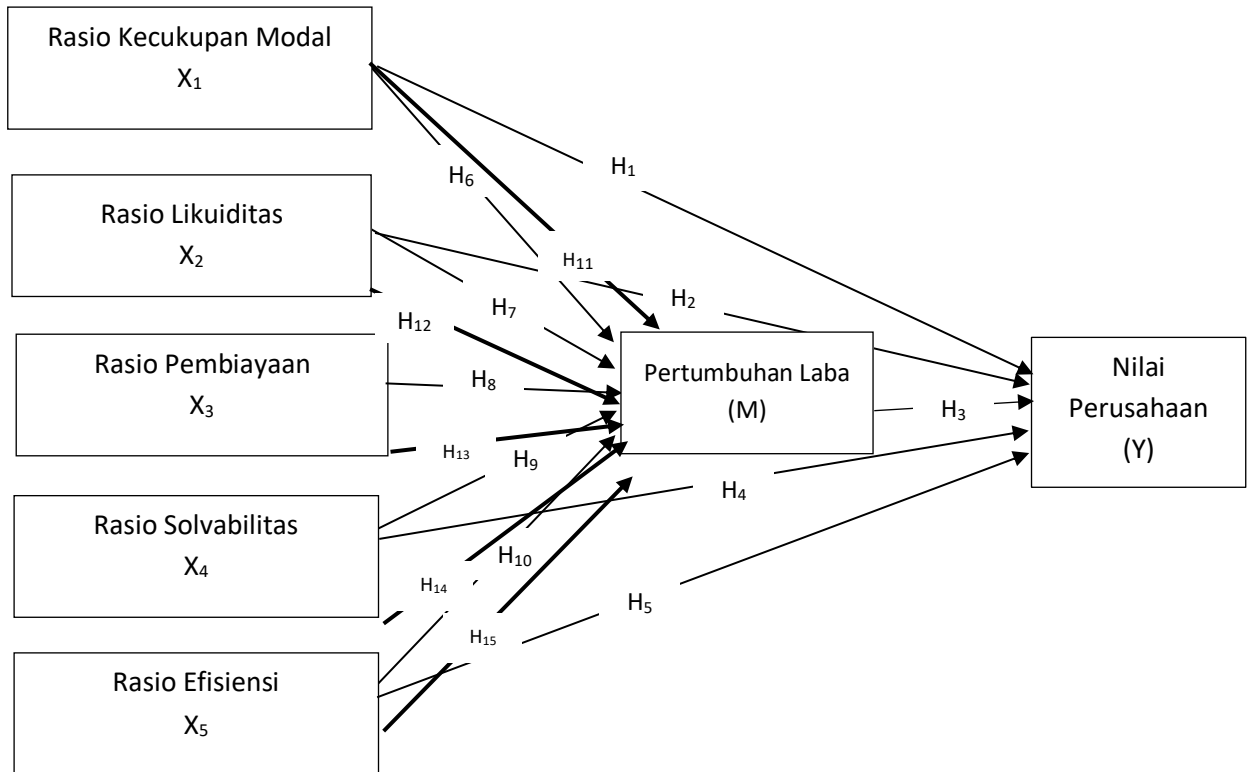 Rasio Kecukupan Modal
X₁
H₁
H₆
Rasio Likuiditas
X₂
H₁₁
H₂
H₇
H₁₂
Rasio Pembiayaan
X₃
H₈
Pertumbuhan Laba
(M)
H₃
Nilai
Perusahaan
(Y)
H₁₃
H₉
H₄
Rasio Solvabilitas
X₄
H₁₀
H₁₄
H₅
H₁₅
Rasio Efisiensi
X₅